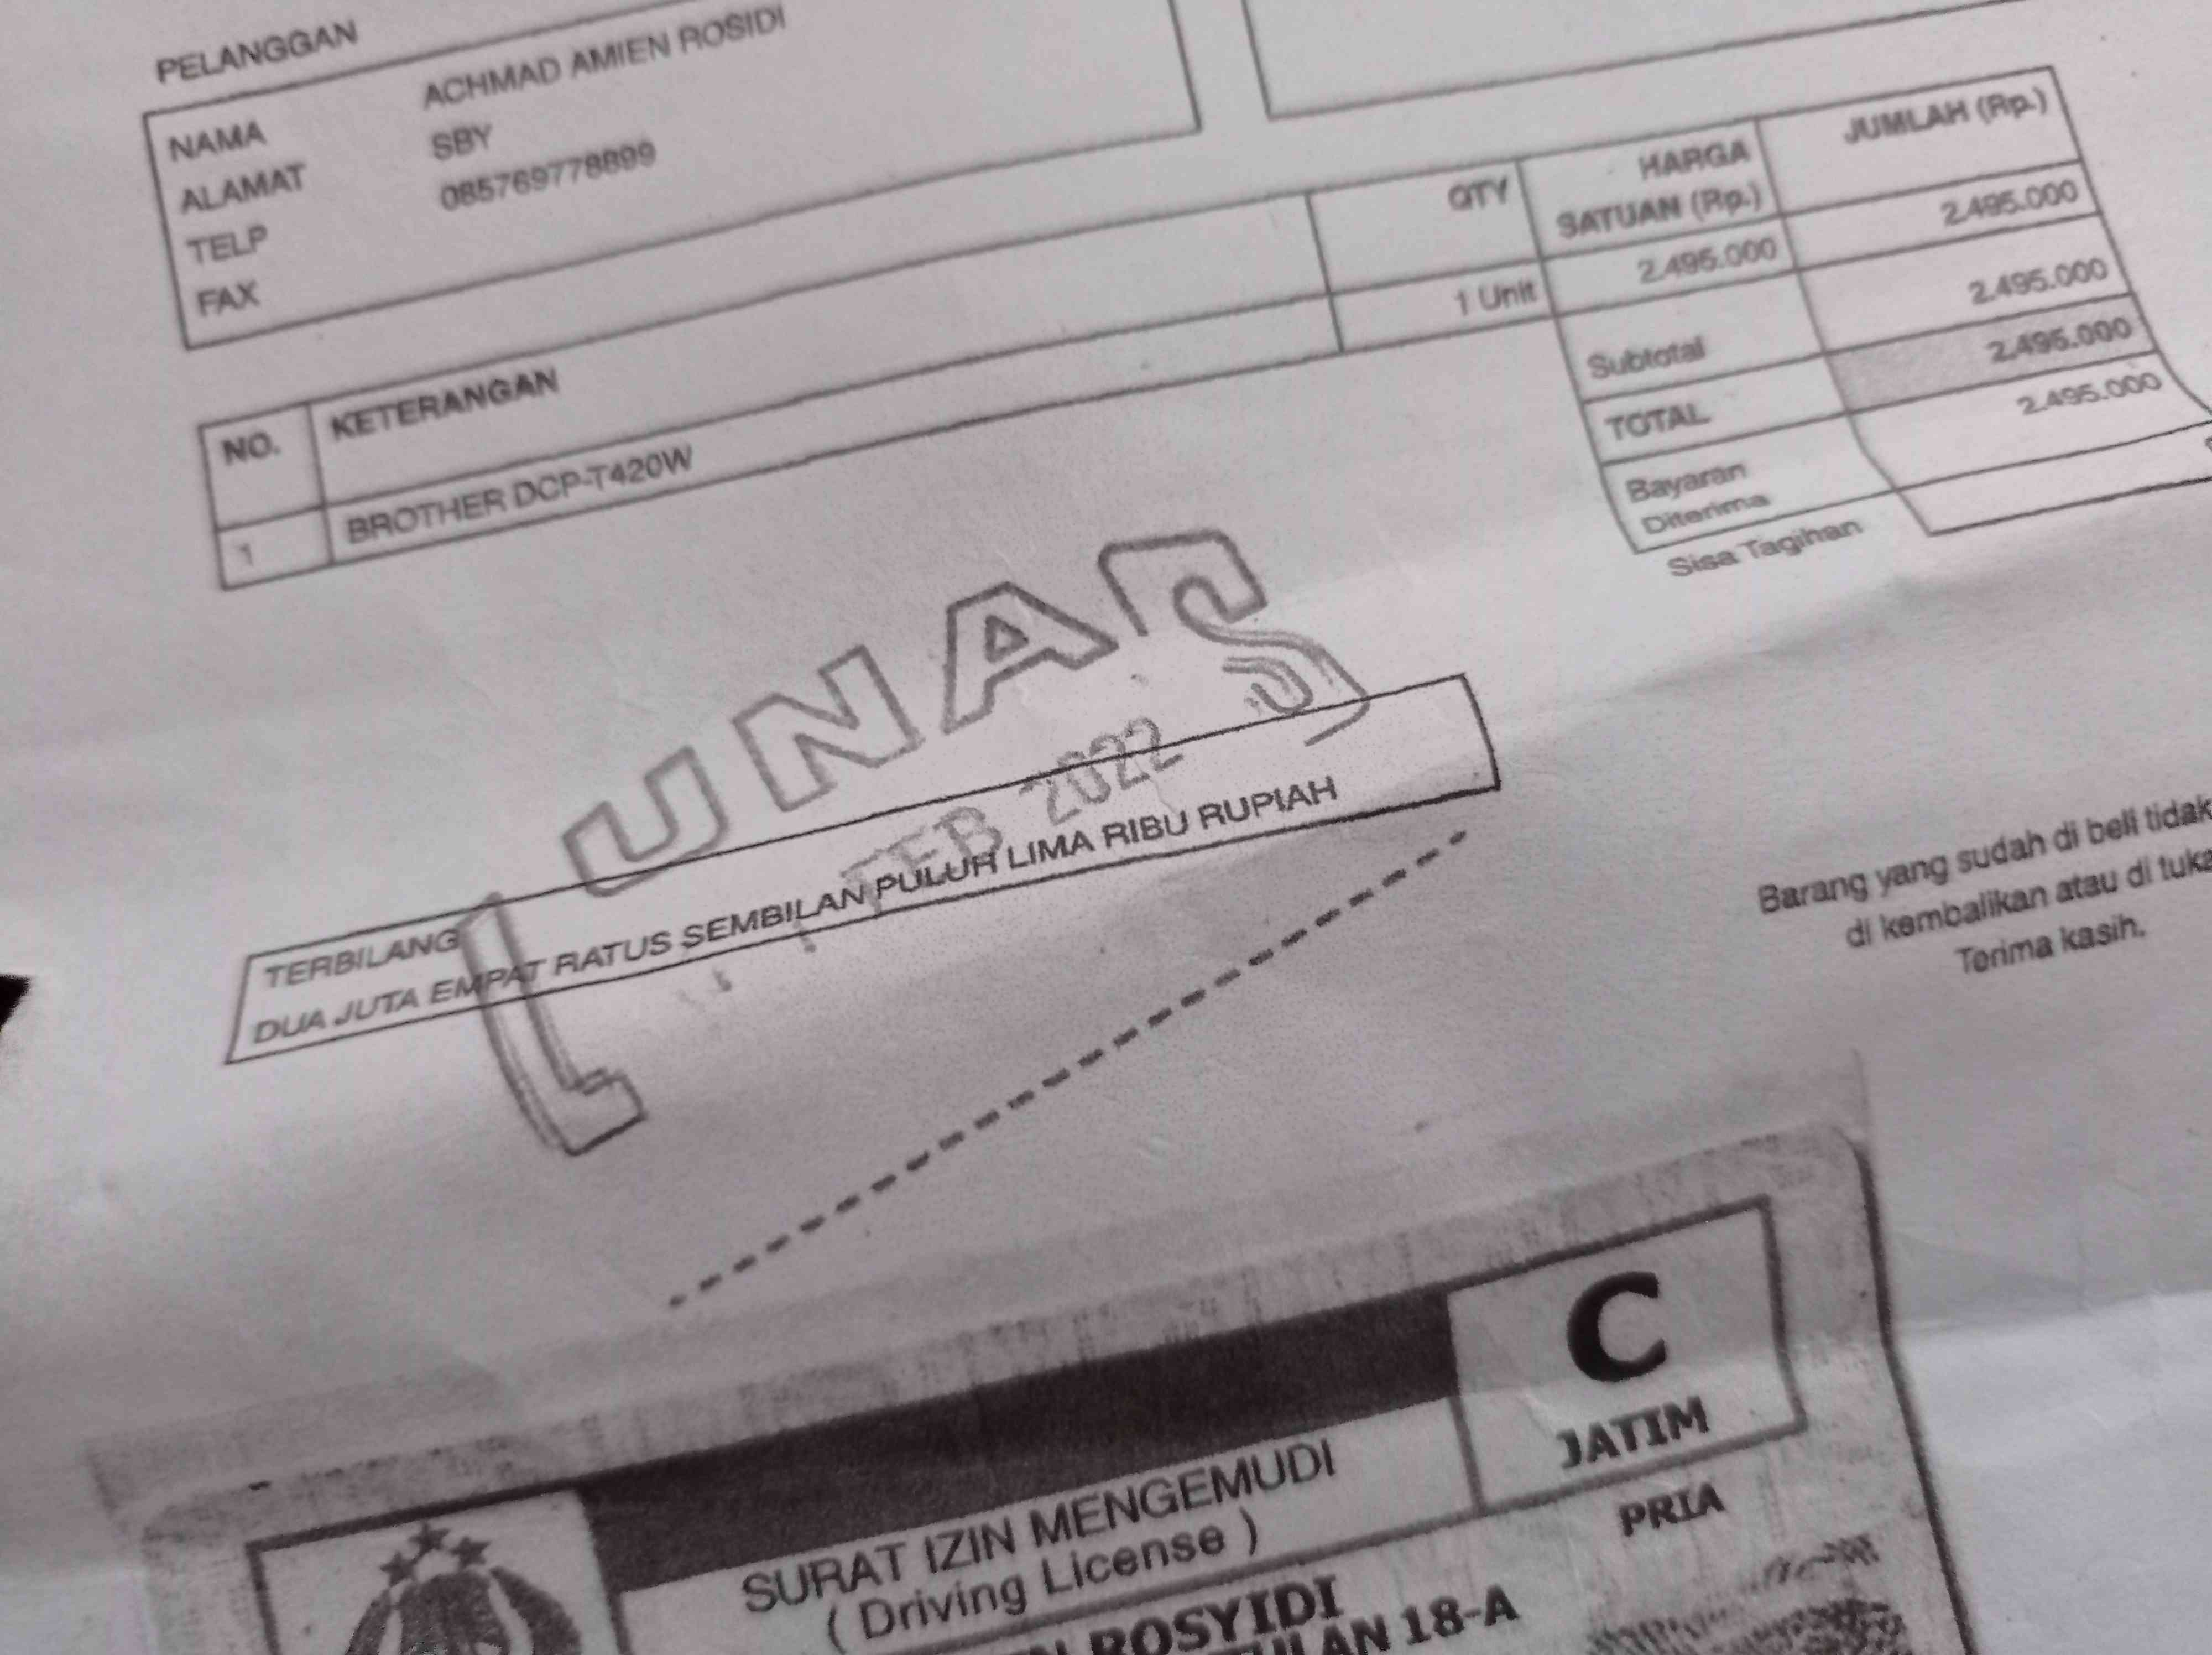 PELANGGAN
NAMA ACHMAD AMIEN ROSIDI
ALAMAT SBY
TELP 085769778899
FAX
NO. KETERANGAN QTY HARGA SATUAN (Rp.) JUMLAH (Rp.)
1 BROTHER DCP-T420W 1 Unit 2.495.000 2.495.000
Subtotal 2.495.000
TOTAL 2.495.000
Bayaran Diterima 2.495.000
Sisa Tagihan
LUNAS
FEB 2022
TERBILANG
DUA JUTA EMPAT RATUS SEMBILAN PULUH LIMA RIBU RUPIAH
Barang yang sudah di beli tidak
di kembalikan atau di tuka
Terima kasih.
C
JATIM
SURAT IZIN MENGEMUDI
( Driving License )
PRIA
ROSYIDI
18-A